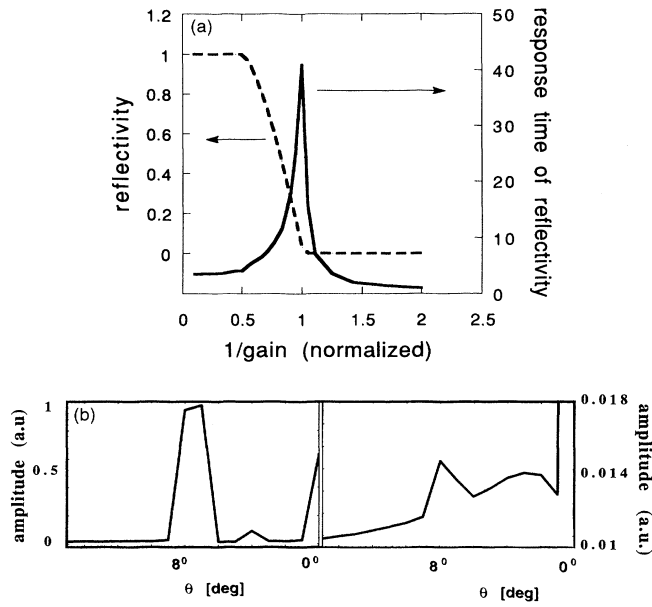 (a)
1.2
1
0.8
0.6
0.4
0.2
0
reflectivity
50
40
30
20
10
0
response time of reflectivity
0 0.5 1 1.5 2 2.5
1/gain (normalized)
(b)
1
0.5
0
amplitude (a.u)
8° 0°
θ [deg]
0.018
0.014
0.01
amplitude (a.u.)
8° 0°
θ [deg]